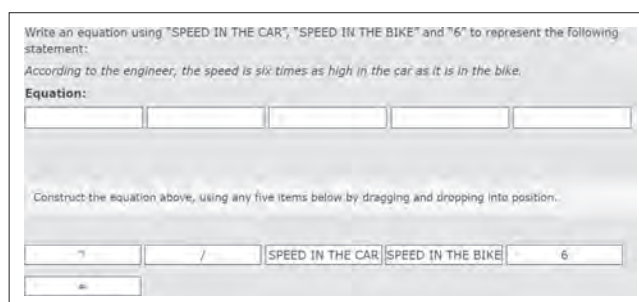 Write an equation using "SPEED IN THE CAR", "SPEED IN THE BIKE" and "6" to represent the following
statement:
According to the engineer, the speed is six times as high in the car as it is in the bike.
Equation:
Construct the equation above, using any five items below by dragging and dropping into position.
/ SPEED IN THE CAR SPEED IN THE BIKE 6